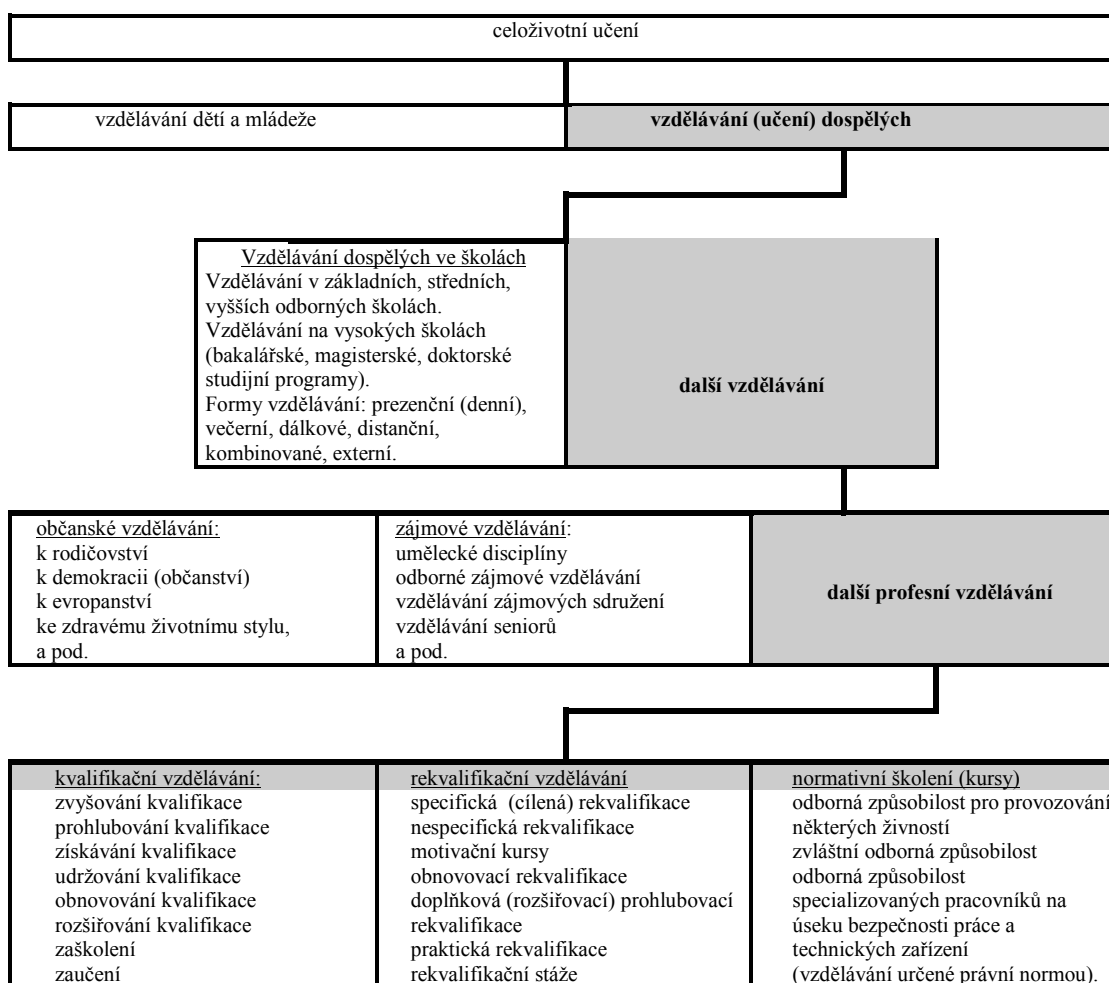 celoživotní učení
vzdělávání dětí a mládeže
vzdělávání (učení) dospělých
Vzdělávání dospělých ve školách
Vzdělávání v základních, středních,
vyšších odborných školách.
Vzdělávání na vysokých školách
(bakalářské, magisterské, doktorské
studijní programy).
Formy vzdělávání: prezenční (denní),
večerní, dálkové, distanční,
kombinované, externí.
další vzdělávání
občanské vzdělávání:
k rodičovství
k demokracii (občanství)
k evropanství
ke zdravému životnímu stylu,
a pod.
zájmové vzdělávání:
umělecké disciplíny
odborné zájmové vzdělávání
vzdělávání zájmových sdružení
vzdělávání seniorů
a pod.
další profesní vzdělávání
kvalifikační vzdělávání:
zvyšování kvalifikace
prohlubování kvalifikace
získávání kvalifikace
udržování kvalifikace
obnovování kvalifikace
rozšiřování kvalifikace
zaškolení
zaučení
rekvalifikační vzdělávání
specifická (cílená) rekvalifikace
nespecifická rekvalifikace
motivační kursy
obnovovací rekvalifikace
doplňková (rozšiřovací) prohlubovací
rekvalifikace
praktická rekvalifikace
rekvalifikační stáže
normativní školení (kursy)
odborná způsobilost pro provozování
některých živností
zvláštní odborná způsobilost
odborná způsobilost
specializovaných pracovníků na
úseku bezpečnosti práce a
technických zařízení
(vzdělávání určené právní normou).